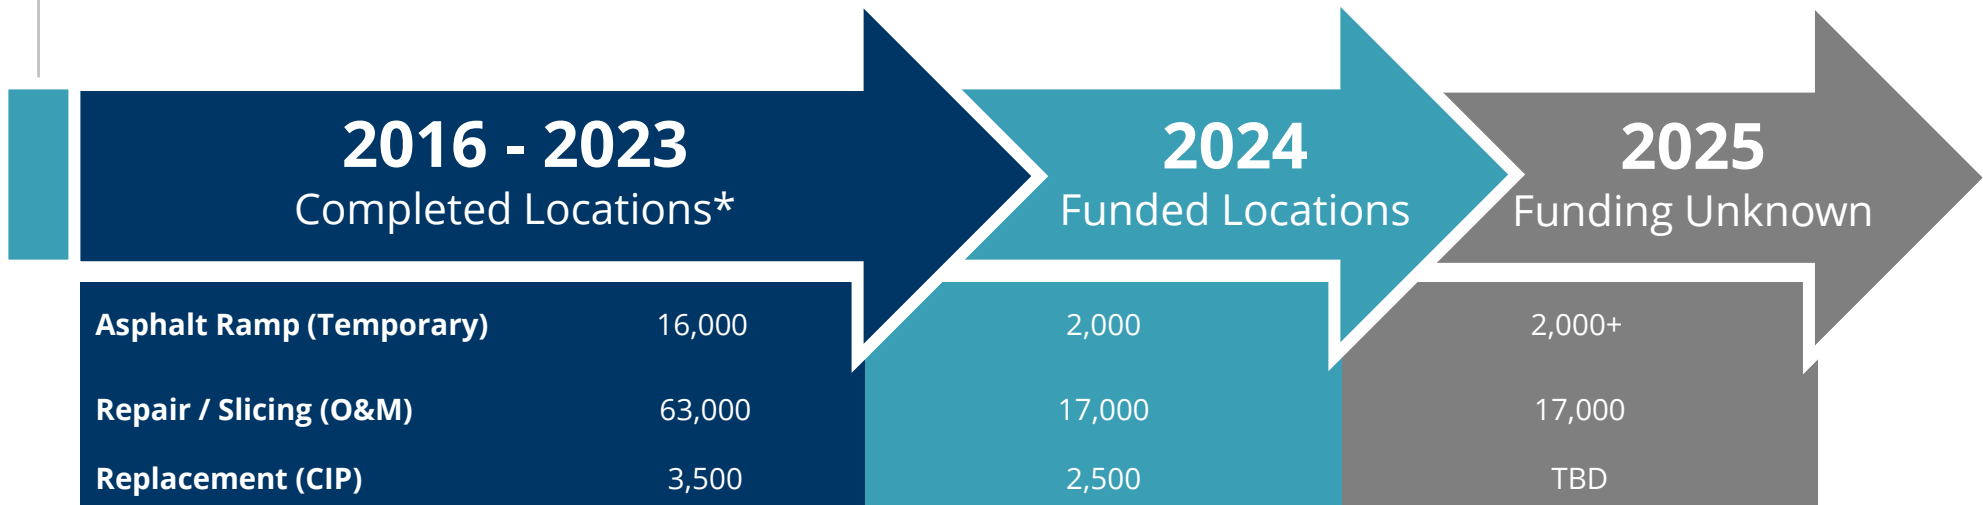 2016 - 2023
Completed Locations*
2024
Funded Locations
2025
Funding Unknown
Asphalt Ramp (Temporary) 16,000 2,000 2,000+
Repair / Slicing (O&M) 63,000 17,000 17,000
Replacement (CIP) 3,500 2,500 TBD